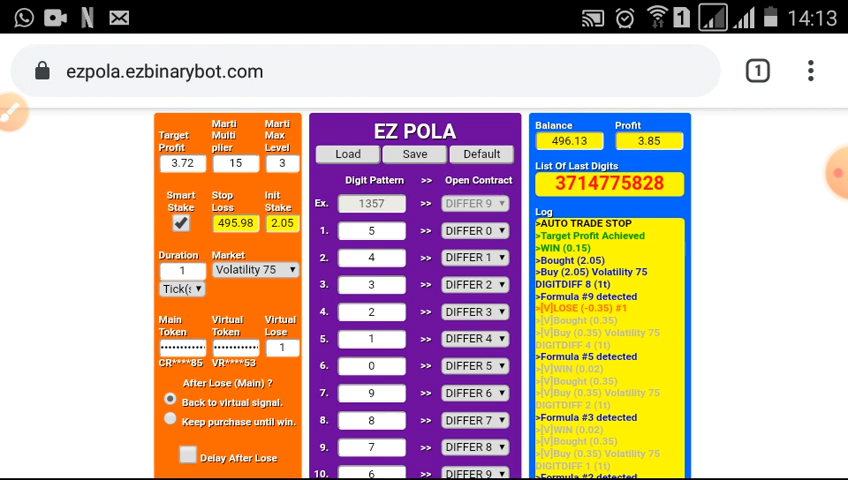 14:13
ezpola.ezbinarybot.com
1
Target Profit
Marti Multi plier
Marti Max Level
3.72
15
3
Smart Stake
Stop Loss
Init Stake
495.98
2.05
Duration
Market
1
Volatility 75
Tick(s
Main Token
Virtual Token
Virtual Lose
1
CR****85
VR****53
After Lose (Main) ?
Back to virtual signal.
Keep purchase until win.
Delay After Lose
EZ POLA
Load
Save
Default
Digit Pattern >> Open Contract
Ex. 1357 >> DIFFER 9
1. 5 >> DIFFER 0
2. 4 >> DIFFER 1
3. 3 >> DIFFER 2
4. 2 >> DIFFER 3
5. 1 >> DIFFER 4
6. 0 >> DIFFER 5
7. 9 >> DIFFER 6
8. 8 >> DIFFER 7
9. 7 >> DIFFER 8
10. 6 >> DIFFER 9
Balance
Profit
496.13
3.85
List Of Last Digits
3714775828
Log
>AUTO TRADE STOP
>Target Profit Achieved
>WIN (0.15)
>Bought (2.05)
>Buy (2.05) Volatility 75
DIGITDIFF 8 (1t)
>Formula #9 detected
>[V]LOSE (-0.35) #1
>[V]Bought (0.35)
>[V]Buy (0.35) Volatility 75
DIGITDIFF 4 (1t)
>Formula #5 detected
>[V]WIN (0.02)
>[V]Bought (0.35)
>[V]Buy (0.35) Volatility 75
DIGITDIFF 2 (1t)
>Formula #3 detected
>[V]WIN (0.02)
>[V]Bought (0.35)
>[V]Buy (0.35) Volatility 75
DIGITDIFF 1 (1t)
>Formula #2 detected